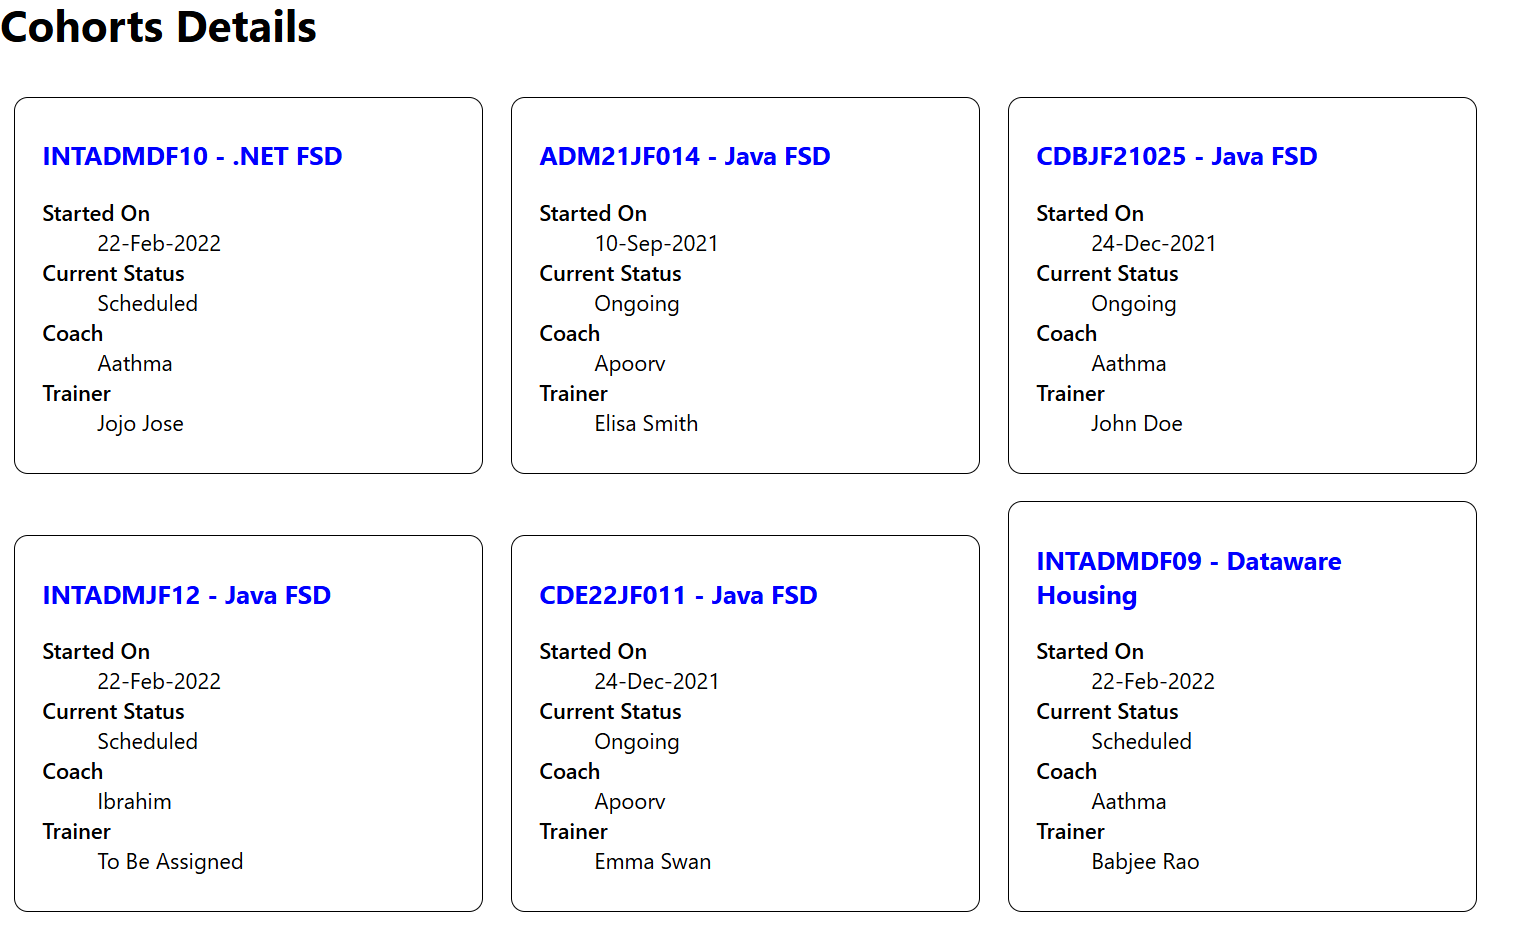 Cohorts Details
INTADMDF10 - .NET FSD
Started On
22-Feb-2022
Current Status
Scheduled
Coach
Aathma
Trainer
Jojo Jose
ADM21JF014 - Java FSD
Started On
10-Sep-2021
Current Status
Ongoing
Coach
Apoorv
Trainer
Elisa Smith
CDBJF21025 - Java FSD
Started On
24-Dec-2021
Current Status
Ongoing
Coach
Aathma
Trainer
John Doe
INTADMJF12 - Java FSD
Started On
22-Feb-2022
Current Status
Scheduled
Coach
Ibrahim
Trainer
To Be Assigned
CDE22JF011 - Java FSD
Started On
24-Dec-2021
Current Status
Ongoing
Coach
Apoorv
Trainer
Emma Swan
INTADMDF09 - Dataware
Housing
Started On
22-Feb-2022
Current Status
Scheduled
Coach
Aathma
Trainer
Babjee Rao